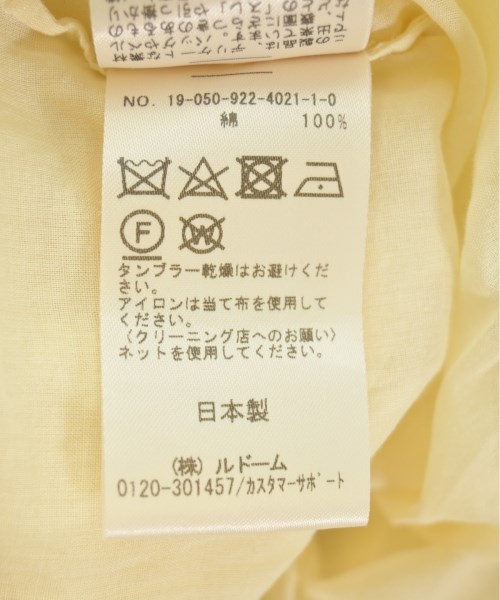 NO. 19-050-922-4021-1-0
綿 100%
F
W
タンブラー乾燥はお避けくだ
さい。
アイロンは当て布を使用して
ください。
〈クリーニング店へのお願い〉
ネットを使用してください。
日本製
(株) ルドーム
0120-301457/カスタマーサポート